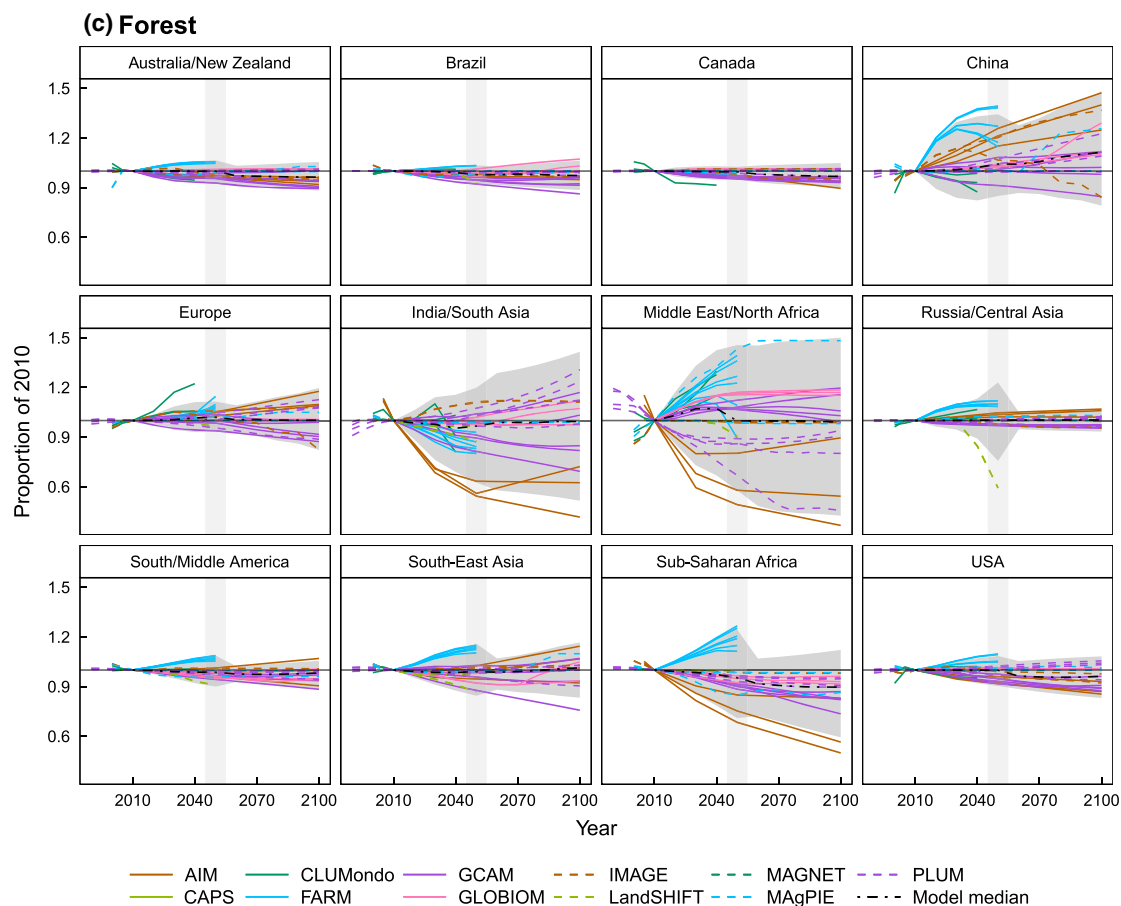 (c) Forest
Australia/New Zealand Brazil Canada China
1.5
1.2
0.9
0.6
Europe India/South Asia Middle East/North Africa Russia/Central Asia
1.5
1.2
0.9
0.6
Proportion of 2010
South/Middle America South-East Asia Sub-Saharan Africa USA
1.5
1.2
0.9
0.6
2010 2040 2070 2100 2010 2040 2070 2100 2010 2040 2070 2100 2010 2040 2070 2100
Year
AIM CLUMondo GCAM IMAGE MAGNET PLUM
CAPS FARM GLOBIOM LandSHIFT MAgPIE Model median